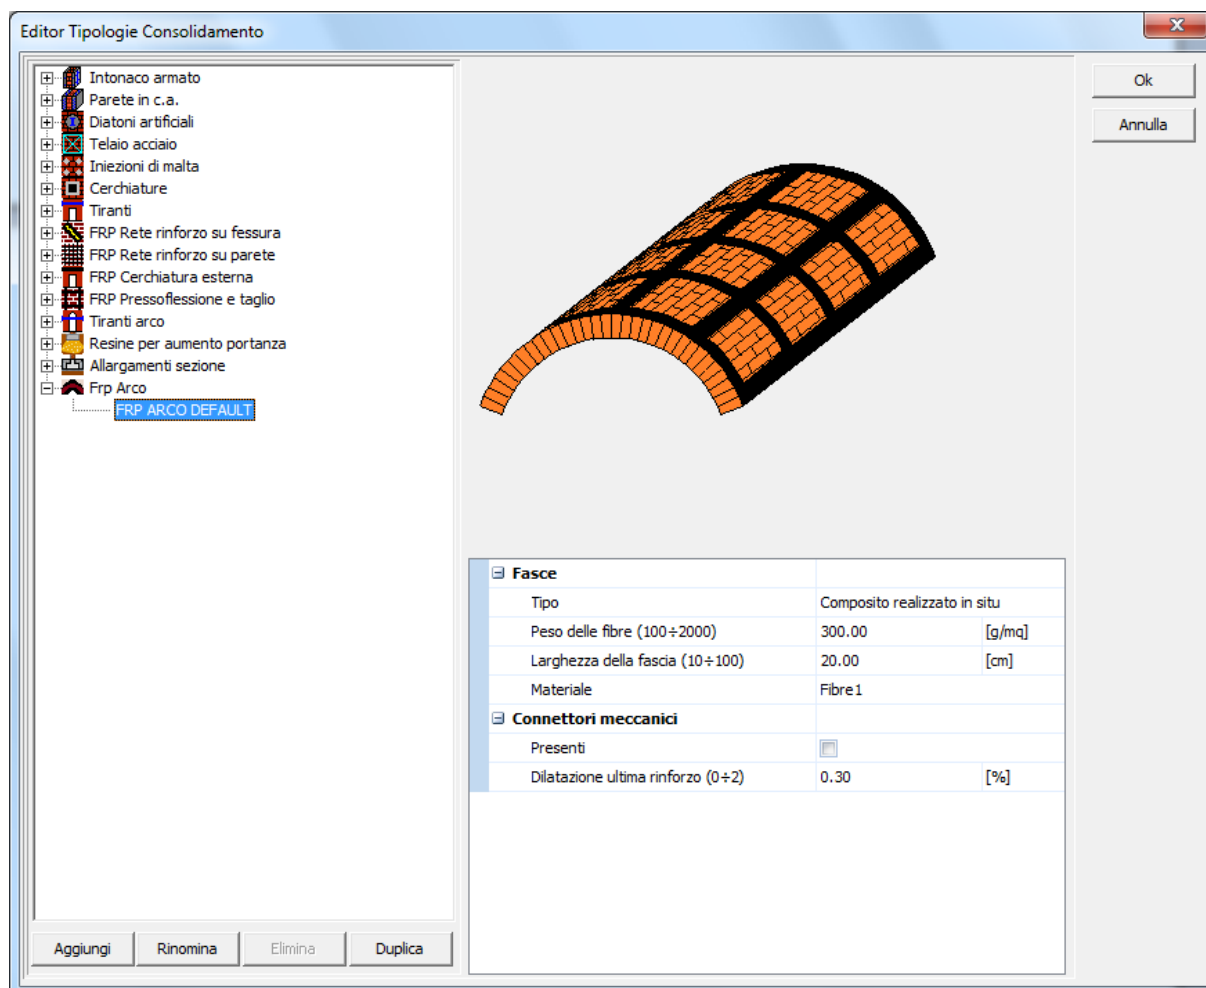 Editor Tipologie Consolidamento
Intonaco armato
Parete in c.a.
Diatoni artificiali
Telaio acciaio
Iniezioni di malta
Cerchiature
Tiranti
FRP Rete rinforzo su fessura
FRP Rete rinforzo su parete
FRP Cerchiatura esterna
FRP Pressoflessione e taglio
Tiranti arco
Resine per aumento portanza
Allargamenti sezione
Frp Arco
FRP ARCO DEFAULT
Aggiungi Rinomina Elimina Duplica
Fasce
Tipo Composito realizzato in situ
Peso delle fibre (100÷2000) 300.00 [g/mq]
Larghezza della fascia (10÷100) 20.00 [cm]
Materiale Fibre1
Connettori meccanici
Presenti
Dilatazione ultima rinforzo (0÷2) 0.30 [%]
Ok
Annulla